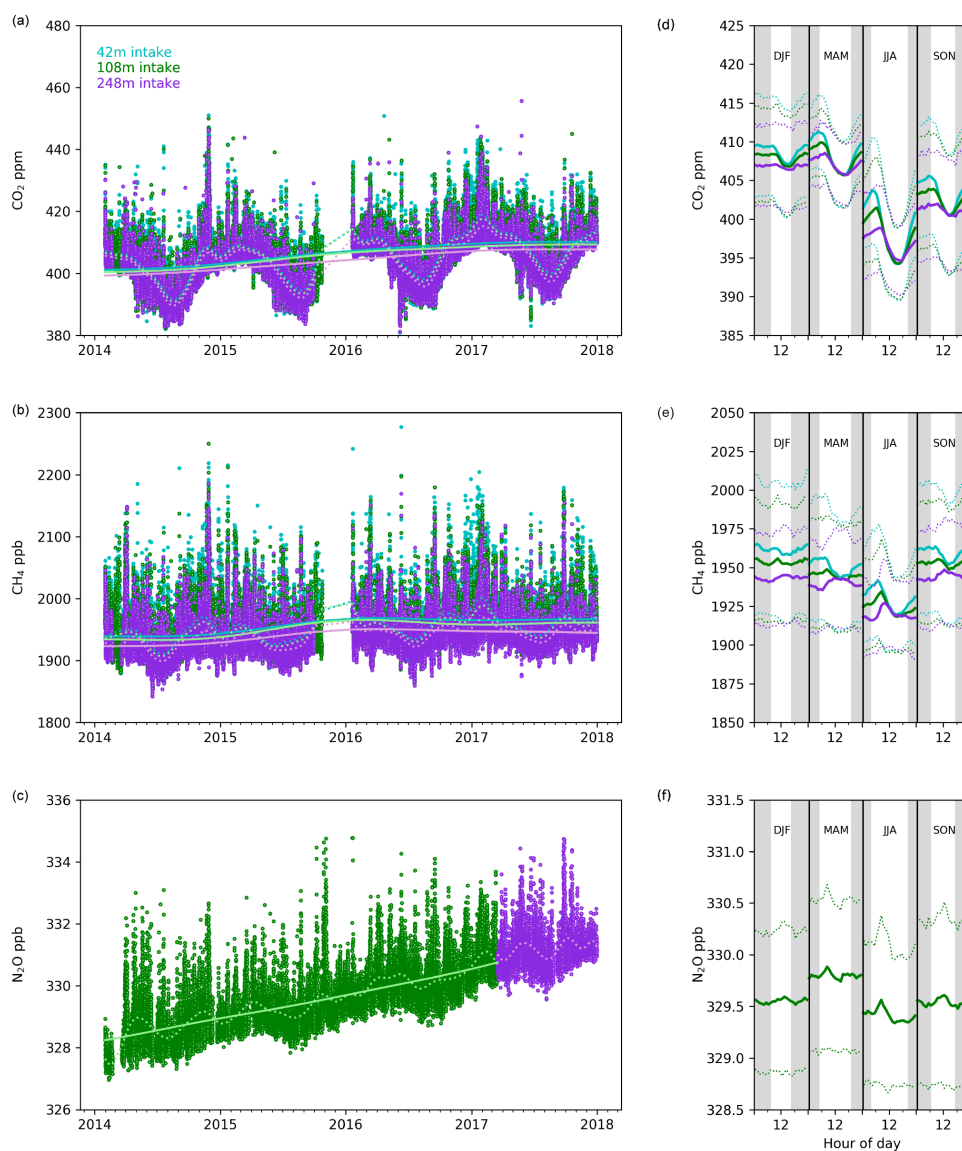 (a)
480
460
440
420
400
380
CO₂ ppm
42m intake
108m intake
248m intake
2014 2015 2016 2017 2018
(d)
425
420
415
410
405
400
395
390
385
CO₂ ppm
DJF MAM JJA SON
12 12 12 12
(b)
2300
2200
2100
2000
1900
1800
CH₄ ppb
2014 2015 2016 2017 2018
(e)
2050
2025
2000
1975
1950
1925
1900
1875
1850
CH₄ ppb
DJF MAM JJA SON
12 12 12 12
(c)
336
334
332
330
328
326
N₂O ppb
2014 2015 2016 2017 2018
(f)
331.5
331.0
330.5
330.0
329.5
329.0
328.5
N₂O ppb
DJF MAM JJA SON
12 12 12 12
Hour of day